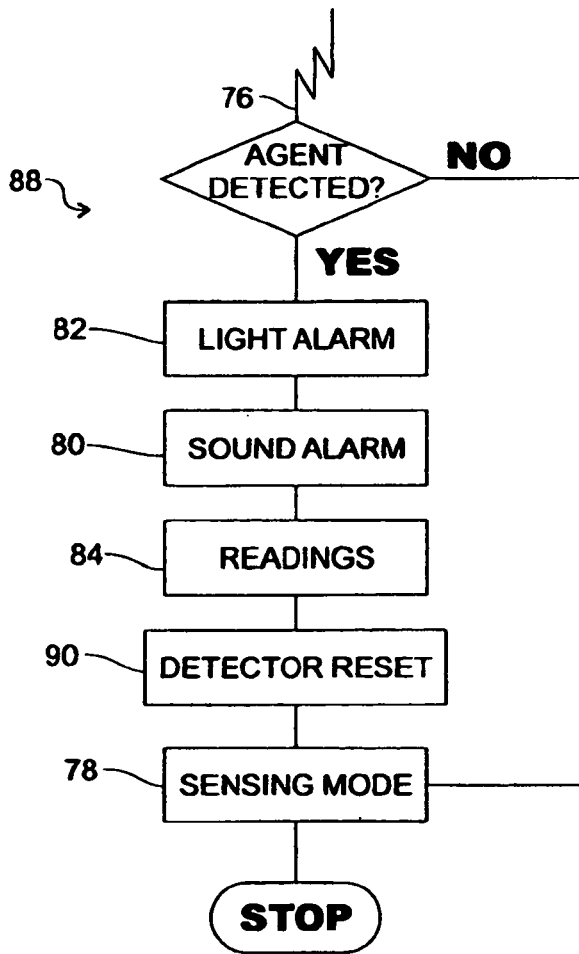 76
AGENT
DETECTED?
NO
88
YES
82
LIGHT ALARM
80
SOUND ALARM
84
READINGS
90
DETECTOR RESET
78
SENSING MODE
STOP